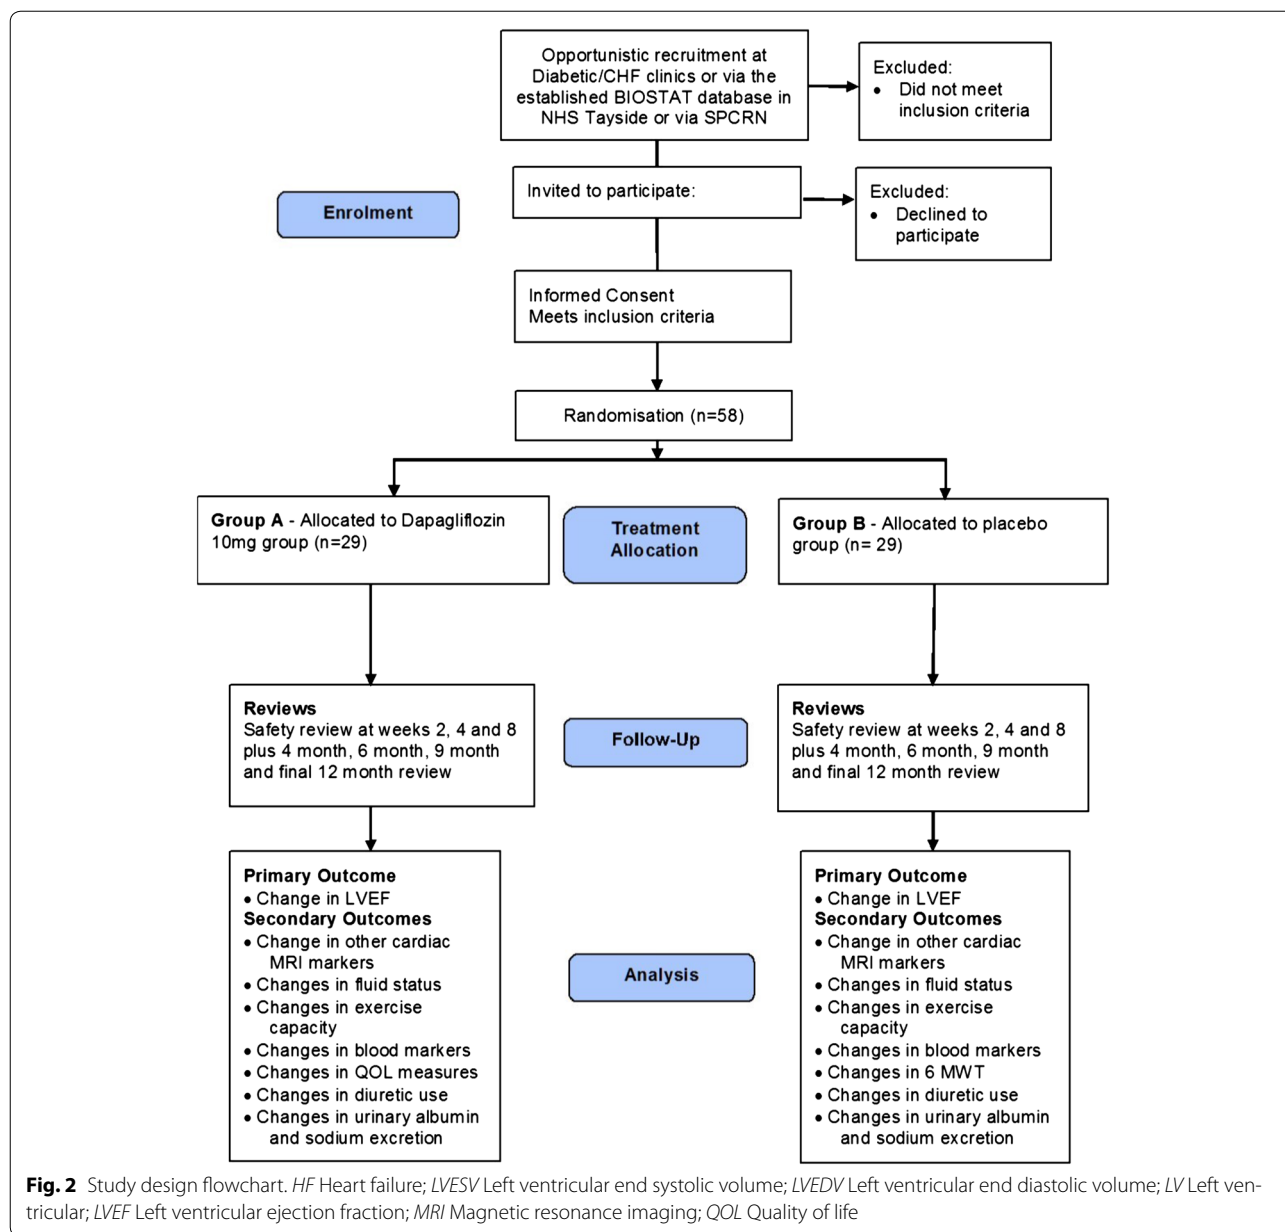 Opportunistic recruitment at
Diabetic/CHF clinics or via the
established BIOSTAT database in
NHS Tayside or via SPCRN
Excluded:
• Did not meet
inclusion criteria
Invited to participate:
Excluded:
• Declined to
participate
Enrolment
Informed Consent
Meets inclusion criteria
Randomisation (n=58)
Group A - Allocated to Dapagliflozin
10mg group (n=29)
Treatment
Allocation
Group B - Allocated to placebo
group (n= 29)
Reviews
Safety review at weeks 2, 4 and 8
plus 4 month, 6 month, 9 month
and final 12 month review
Follow-Up
Reviews
Safety review at weeks 2, 4 and 8
plus 4 month, 6 month, 9 month
and final 12 month review
Primary Outcome
• Change in LVEF
Secondary Outcomes
• Change in other cardiac
MRI markers
• Changes in fluid status
• Changes in exercise
capacity
• Changes in blood markers
• Changes in QOL measures
• Changes in diuretic use
• Changes in urinary albumin
and sodium excretion
Analysis
Primary Outcome
• Change in LVEF
Secondary Outcomes
• Change in other cardiac
MRI markers
• Changes in fluid status
• Changes in exercise
capacity
• Changes in blood markers
• Changes in 6 MWT
• Changes in diuretic use
• Changes in urinary albumin
and sodium excretion
Fig. 2 Study design flowchart. HF Heart failure; LVESV Left ventricular end systolic volume; LVEDV Left ventricular end diastolic volume; LV Left ven-
tricular; LVEF Left ventricular ejection fraction; MRI Magnetic resonance imaging; QOL Quality of life